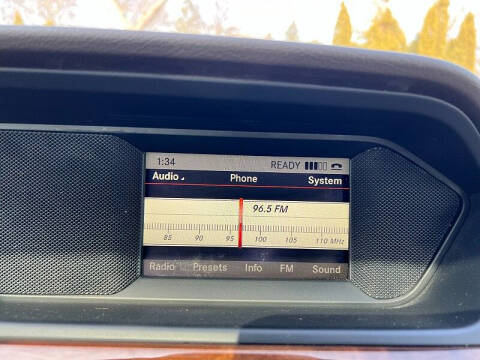 1:34 READY
Audio Phone System
96.5 FM
85 90 95 100 105 110 MHz
Radio Presets Info FM Sound